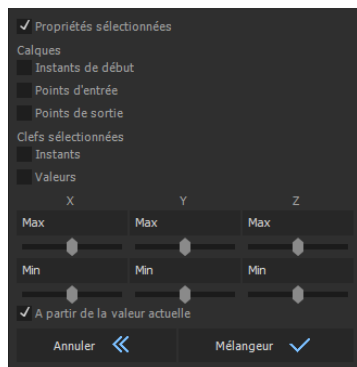 Propriétés sélectionnées
Calques
Instants de début
Points d'entrée
Points de sortie
Clefs sélectionnées
Instants
Valeurs
X Y Z
Max Max Max
Min Min Min
A partir de la valeur actuelle
Annuler Mélangeur